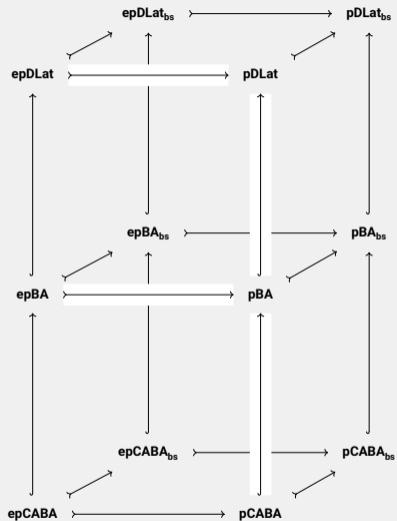 epDLat_bs pDLat_bs
epDLat pDLat
epBA_bs pBA_bs
epBA pBA
epCABA_bs pCABA_bs
epCABA pCABA